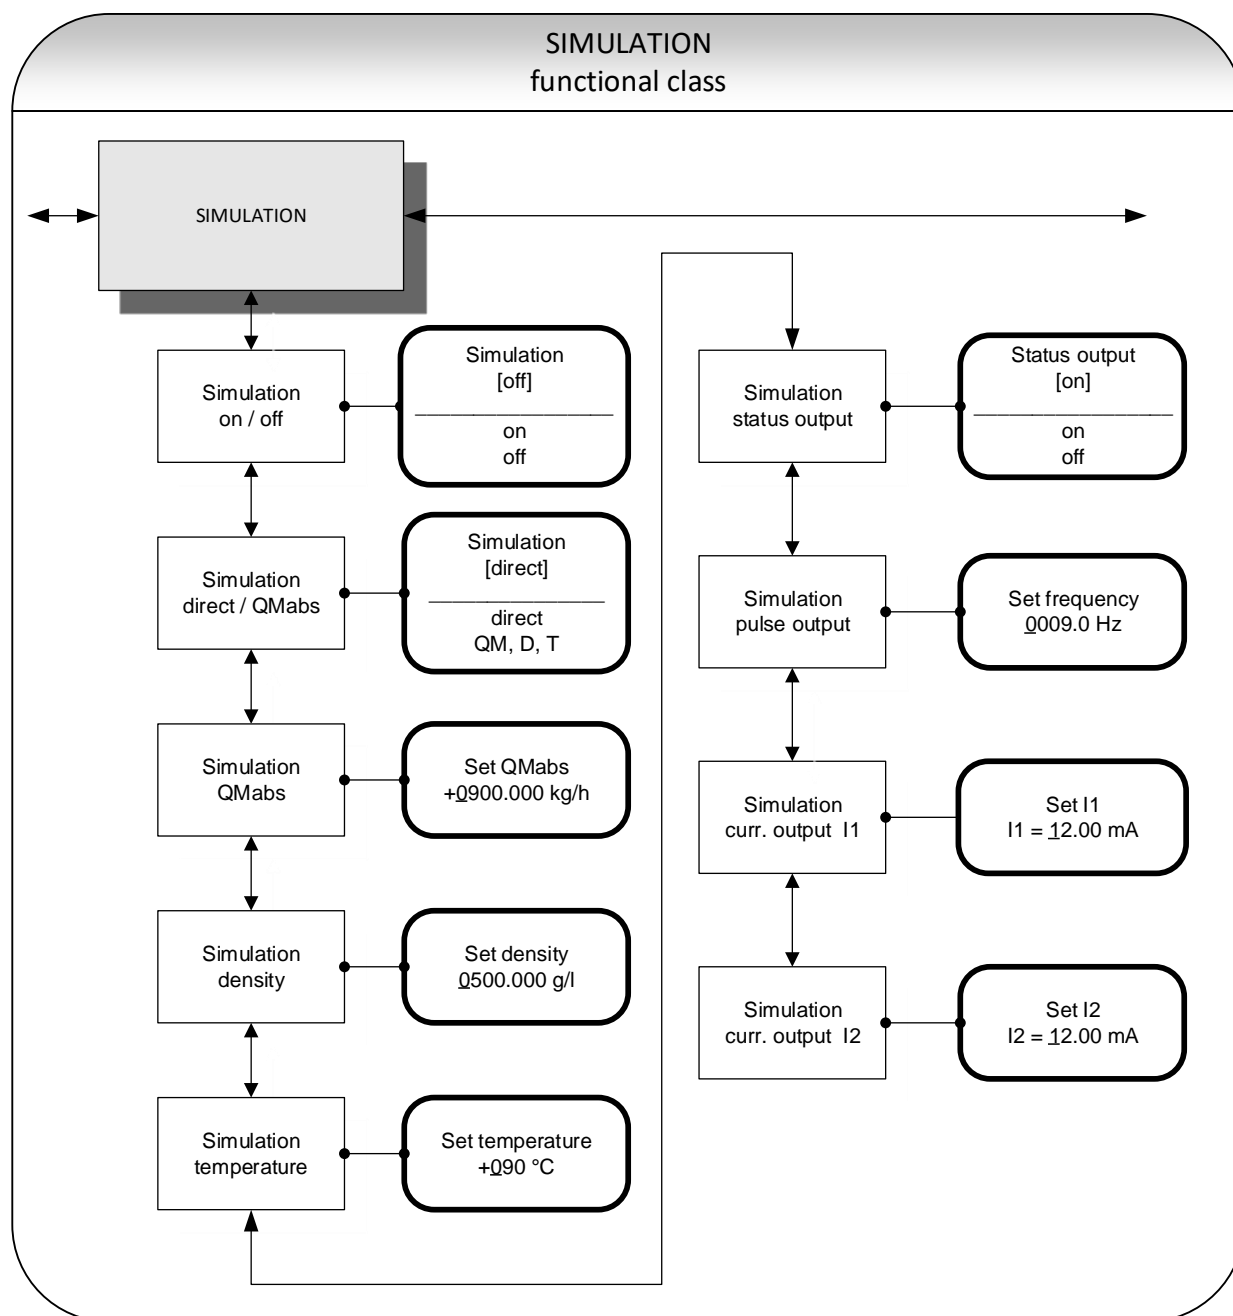 SIMULATION
functional class
SIMULATION
Simulation
on / off
Simulation
[off]
on
off
Simulation
direct / QMabs
Simulation
[direct]
direct
QM, D, T
Simulation
QMabs
Set QMabs
+0900.000 kg/h
Simulation
density
Set density
0500.000 g/l
Simulation
temperature
Set temperature
+090 °C
Simulation
status output
Status output
[on]
on
off
Simulation
pulse output
Set frequency
0009.0 Hz
Simulation
curr. output I1
Set I1
I1 = 12.00 mA
Simulation
curr. output I2
Set I2
I2 = 12.00 mA